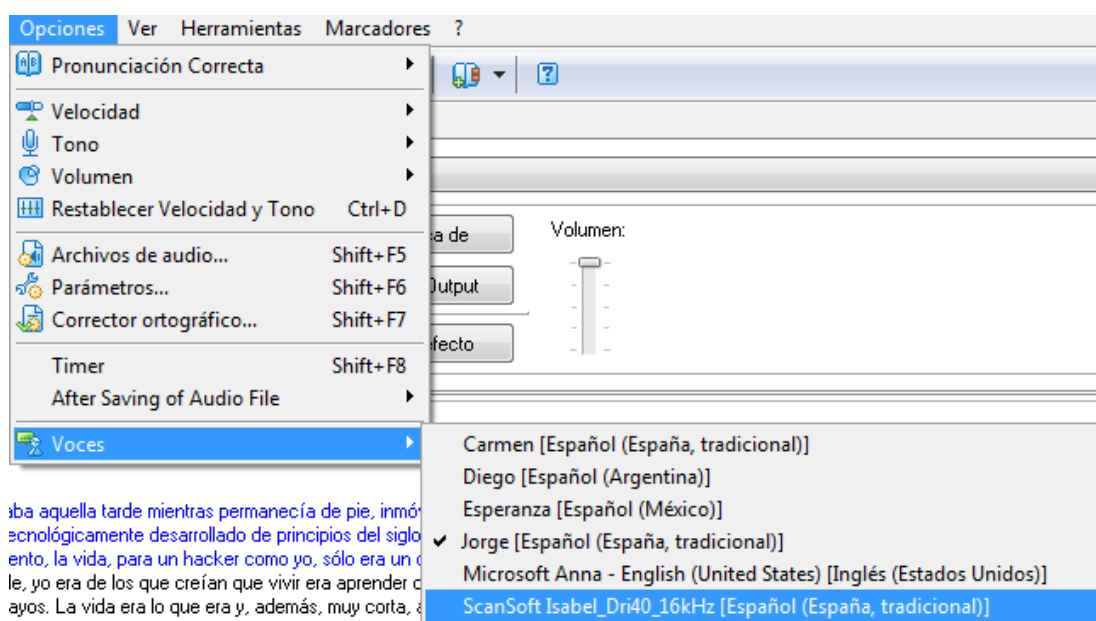 Opciones Ver Herramientas Marcadores ?
Pronunciación Correcta
Velocidad
Tono
Volumen
Restablecer Velocidad y Tono Ctrl+D
Archivos de audio... Shift+F5
Parámetros... Shift+F6
Corrector ortográfico... Shift+F7
Timer Shift+F8
After Saving of Audio File
Voces
a de
Output
efecto
Volumen:
Carmen [Español (España, tradicional)]
Diego [Español (Argentina)]
Esperanza [Español (México)]
Jorge [Español (España, tradicional)]
Microsoft Anna - English (United States) [Inglés (Estados Unidos)]
ScanSoft Isabel_Dri40_16kHz [Español (España, tradicional)]
aba aquella tarde mientras permanecía de pie, inmó
ecnológicamente desarrollado de principios del siglo
ento, la vida, para un hacker como yo, sólo era un
le, yo era de los que creían que vivir era aprender
ayos. La vida era lo que era y, además, muy corta,